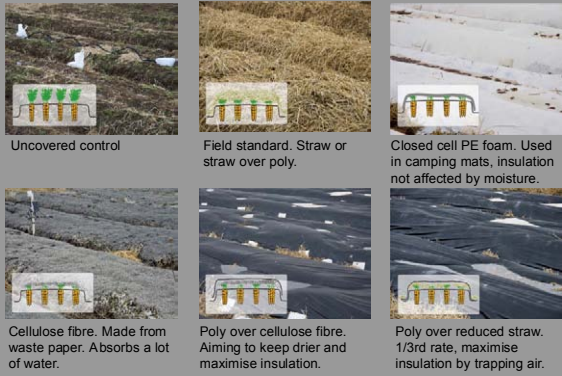 Uncovered control
Field standard. Straw or
straw over poly.
Closed cell PE foam. Used
in camping mats, insulation
not affected by moisture.
Cellulose fibre. Made from
waste paper. Absorbs a lot
of water.
Poly over cellulose fibre.
Aiming to keep drier and
maximise insulation.
Poly over reduced straw.
1/3rd rate, maximise
insulation by trapping air.